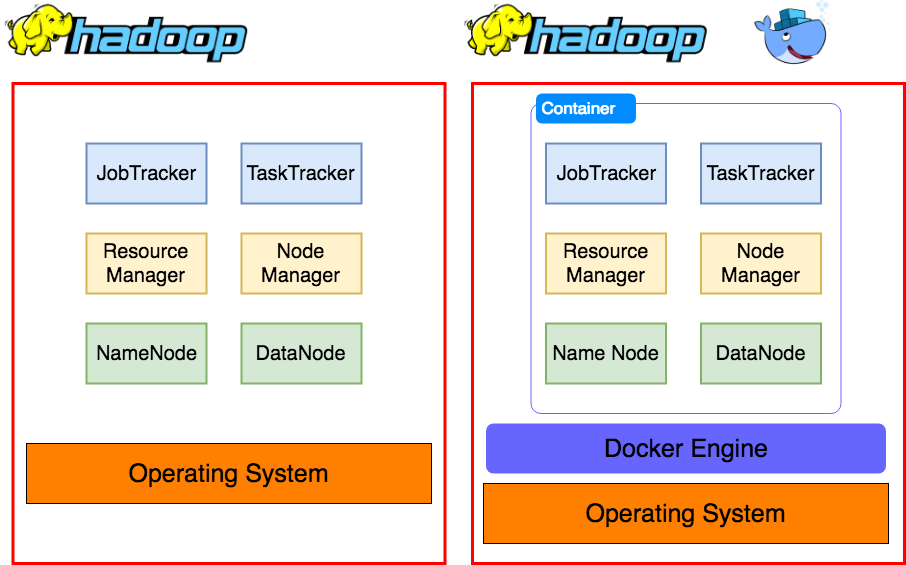 hadoop
JobTracker
TaskTracker
Resource
Manager
Node
Manager
NameNode
DataNode
Operating System
hadoop
Container
JobTracker
TaskTracker
Resource
Manager
Node
Manager
Name Node
DataNode
Docker Engine
Operating System